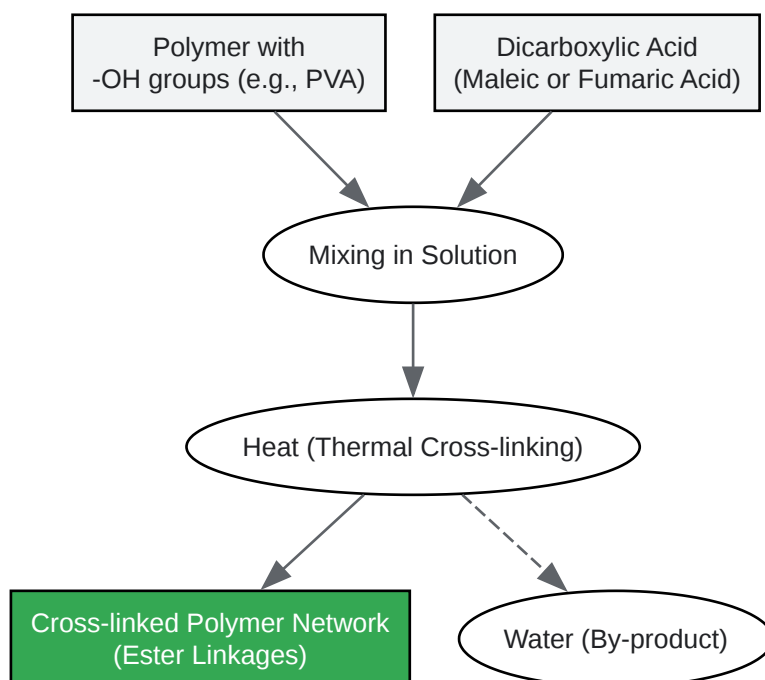 Polymer with
-OH groups (e.g., PVA)
Dicarboxylic Acid
(Maleic or Fumaric Acid)
Mixing in Solution
Heat (Thermal Cross-linking)
Cross-linked Polymer Network
(Ester Linkages)
Water (By-product)